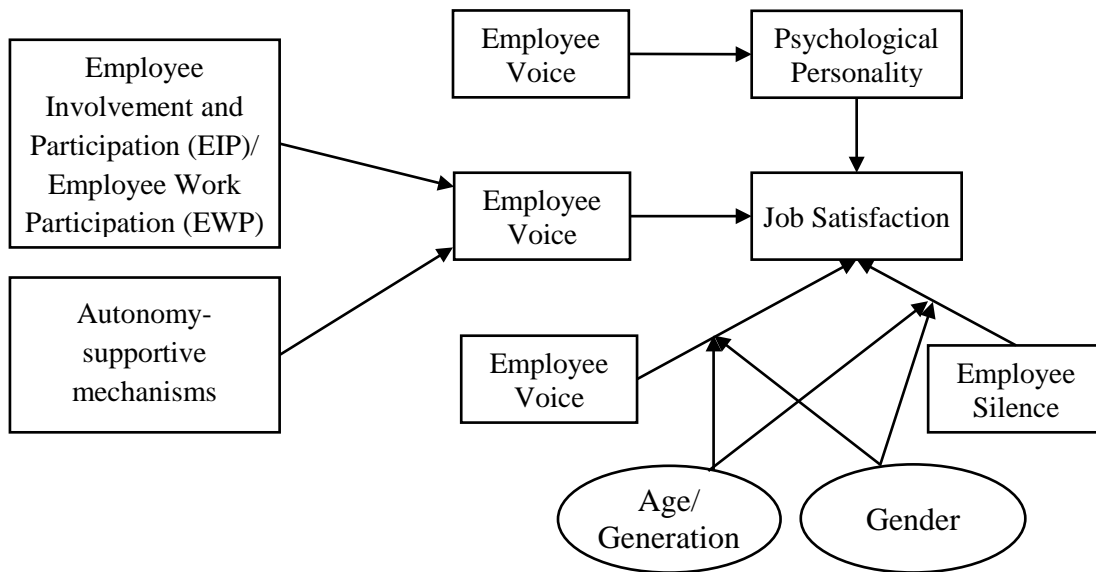 Employee
Involvement and
Participation (EIP)/
Employee Work
Participation (EWP)
Autonomy-
supportive
mechanisms
Employee
Voice
Psychological
Personality
Employee
Voice
Job Satisfaction
Employee
Voice
Employee
Silence
Age/
Generation
Gender